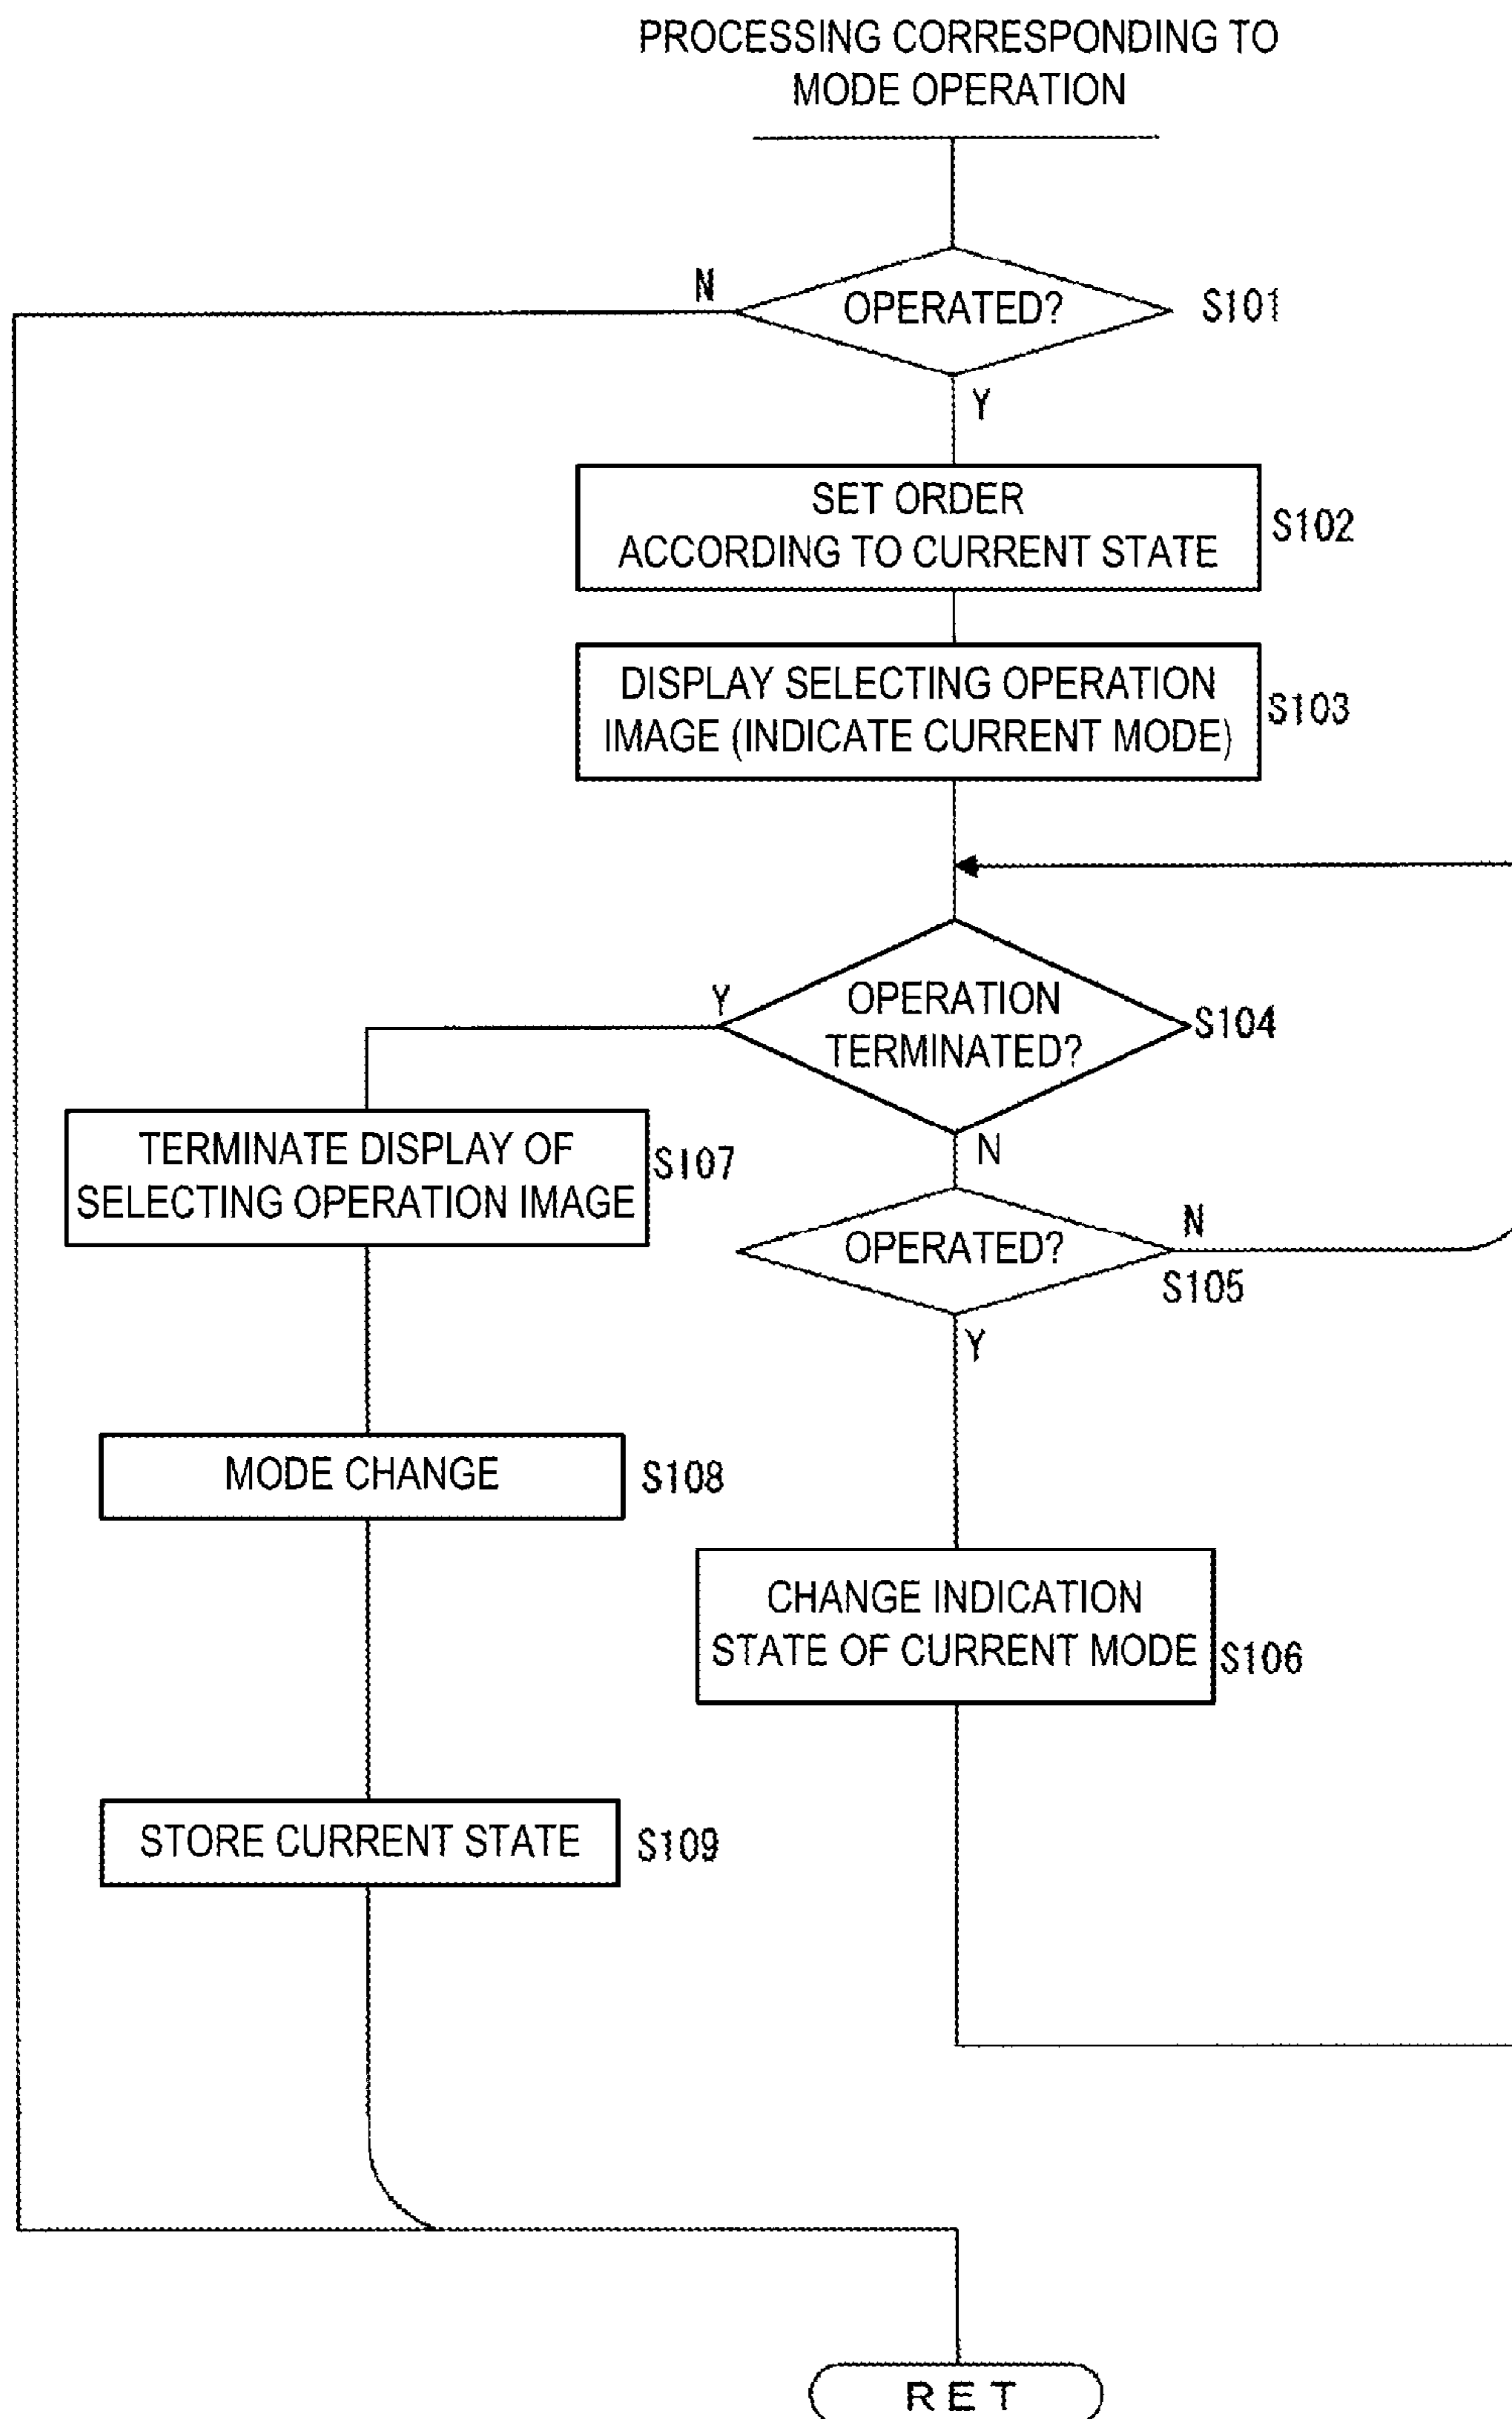 PROCESSING CORRESPONDING TO
MODE OPERATION
N
OPERATED?
S101
Y
SET ORDER
ACCORDING TO CURRENT STATE
S102
DISPLAY SELECTING OPERATION
IMAGE (INDICATE CURRENT MODE)
S103
Y
OPERATION
TERMINATED?
S104
N
TERMINATE DISPLAY OF
SELECTING OPERATION IMAGE
S107
OPERATED?
N
S105
Y
MODE CHANGE
S108
CHANGE INDICATION
STATE OF CURRENT MODE
S106
STORE CURRENT STATE
S109
RET